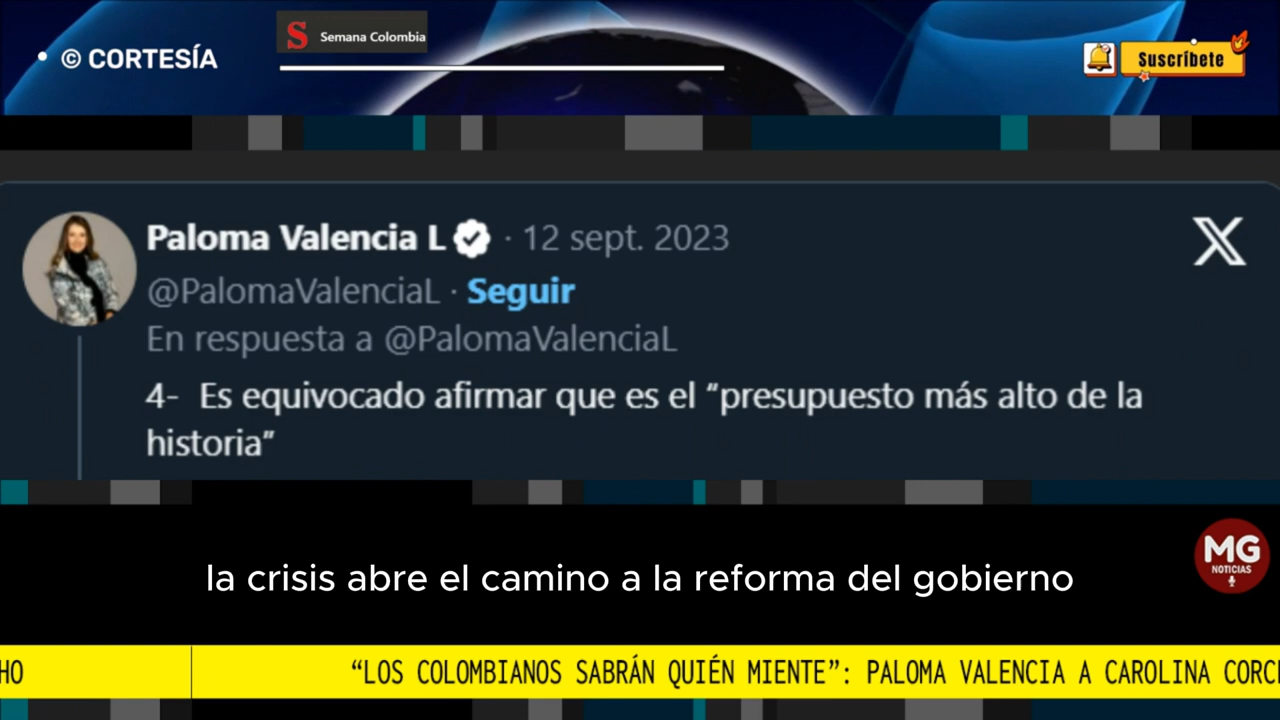 © CORTESÍA
S Semana Colombia
Suscríbete
Paloma Valencia L · 12 sept. 2023
X
@PalomaValenciaL · Seguir
En respuesta a @PalomaValenciaL
4- Es equivocado afirmar que es el “presupuesto más alto de la
historia”
MG
NOTICIAS
la crisis abre el camino a la reforma del gobierno
HO “LOS COLOMBIANOS SABRÁN QUIÉN MIENTE”: PALOMA VALENCIA A CAROLINA